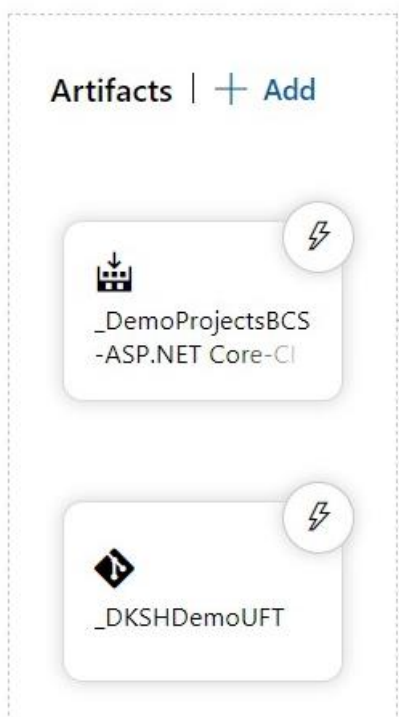 Artifacts | + Add
_DemoProjectsBCS
-ASP.NET Core-CI
_DKSHDemoUFT